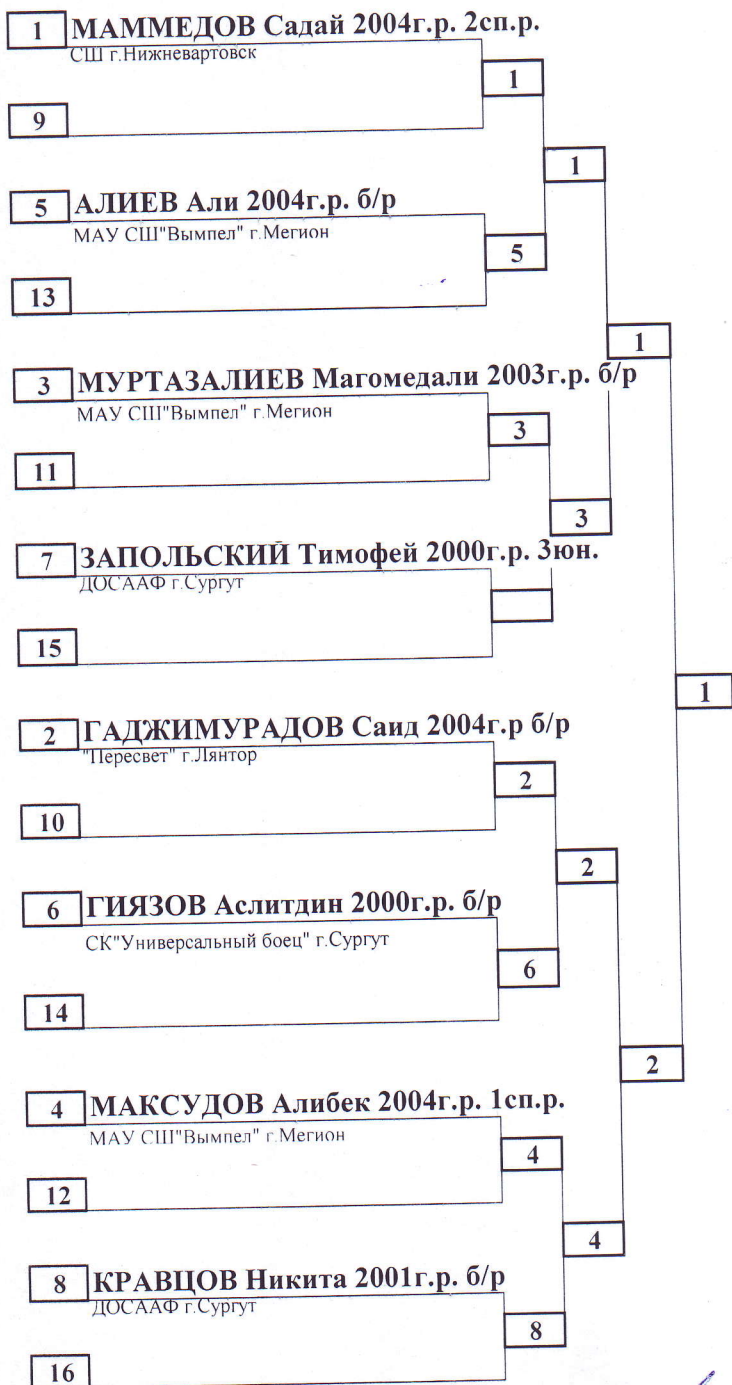 1 МАММЕДОВ Садай 2004г.р. 2сп.р.
СШ г.Нижневартовск
1
9
1
5 АЛИЕВ Али 2004г.р. б/р
МАУ СШ"Вымпел" г.Мегион
5
13
1
3 МУРТАЗАЛИЕВ Магомедали 2003г.р. б/р
МАУ СШ"Вымпел" г.Мегион
3
11
3
7 ЗАПОЛЬСКИЙ Тимофей 2000г.р. 3юн.
ДОСААФ г.Сургут
15
1
2 ГАДЖИМУРАДОВ Саид 2004г.р б/р
"Пересвет" г.Лянтор
2
10
2
6 ГИЯЗОВ Аслитдин 2000г.р. б/р
СК"Универсальный боец" г.Сургут
6
14
2
4 МАКСУДОВ Алибек 2004г.р. 1сп.р.
МАУ СШ"Вымпел" г.Мегион
4
12
4
8 КРАВЦОВ Никита 2001г.р. б/р
ДОСААФ г.Сургут
8
16